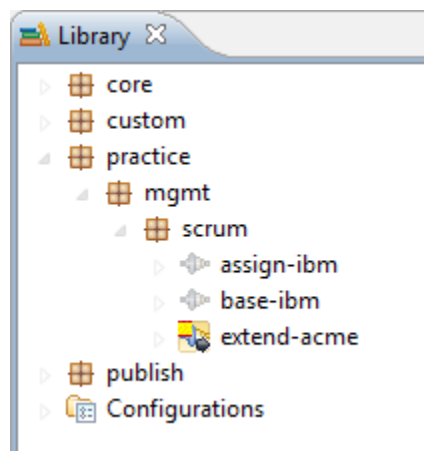 Library
core
custom
practice
mgmt
scrum
assign-ibm
base-ibm
extend-acme
publish
Configurations